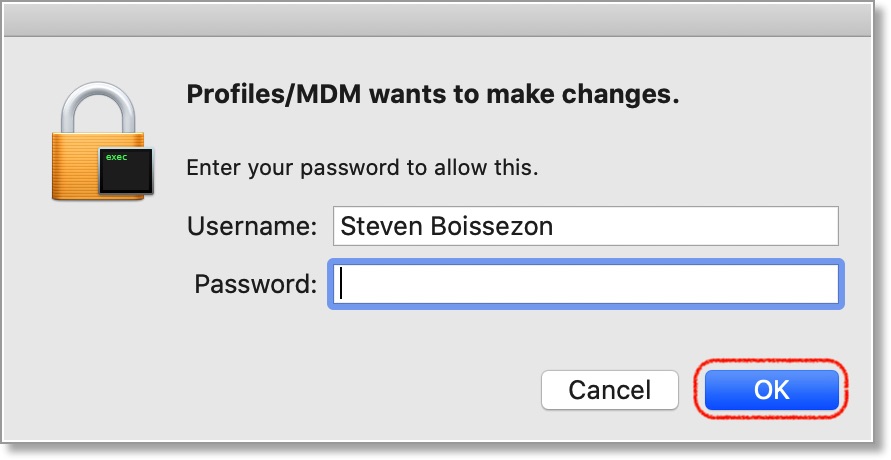 Profiles/MDM wants to make changes.
exec
Enter your password to allow this.
Username: Steven Boissezon
Password:
Cancel OK